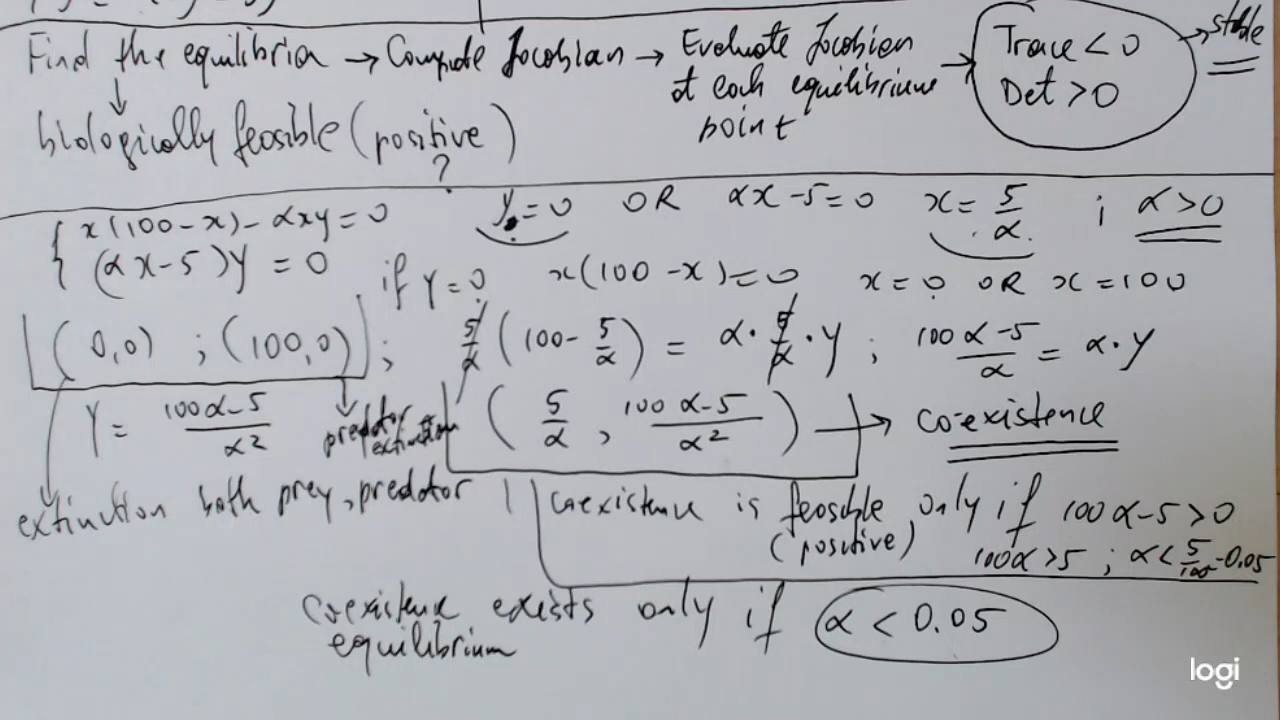 Find the equilibria → Compute Jacobian → Evaluate Jacobian at each equilibrium point → Trace < 0 Det > 0 → stable
biologically feasible (positive)
?
{ x(100-x) - αxy = 0
(αx-5)y = 0
y = 0 OR αx - 5 = 0 x = 5/α ; α > 0
if y = 0 x(100-x) = 0 x = 0 OR x = 100
(0,0) ; (100,0) ; 5/α (100 - 5/α) = α · 5/α · y ; (100α-5)/α = α · y
Y = (100α-5)/α² predator extinction (5/α , (100α-5)/α²) → co-existence
extinction both prey, predator
coexistence is feasible only if 100α-5 > 0
(positive) 100α > 5 ; α < 5/100 = 0.05
coexistence exists only if α < 0.05
equilibrium
logi